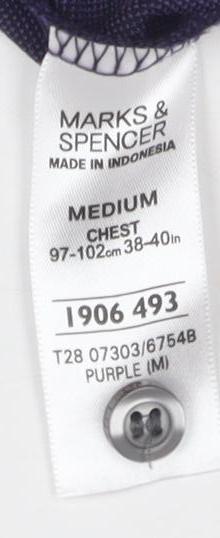 MARKS &
SPENCER
MADE IN INDONESIA
MEDIUM
CHEST
97-102cm 38-40in
1906 493
T28 07303/6754B
PURPLE (M)